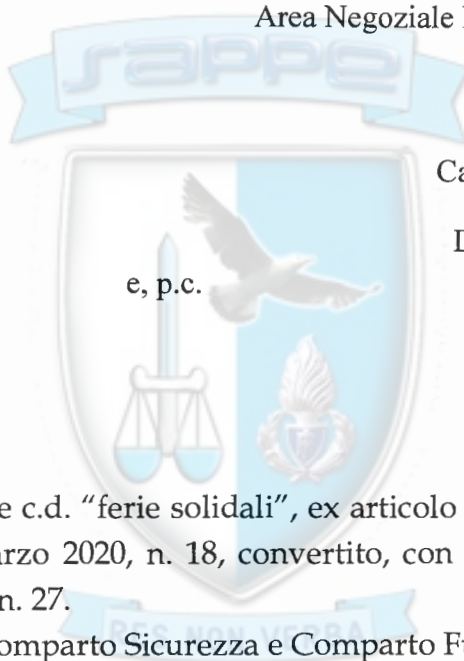 Area Negoziale
sappe
Ca
e, p.c.
e c.d. "ferie solidali", ex articolo
arzo 2020, n. 18, convertito, con
n. 27.
omparto Sicurezza e Comparto F
RES NON VERBA